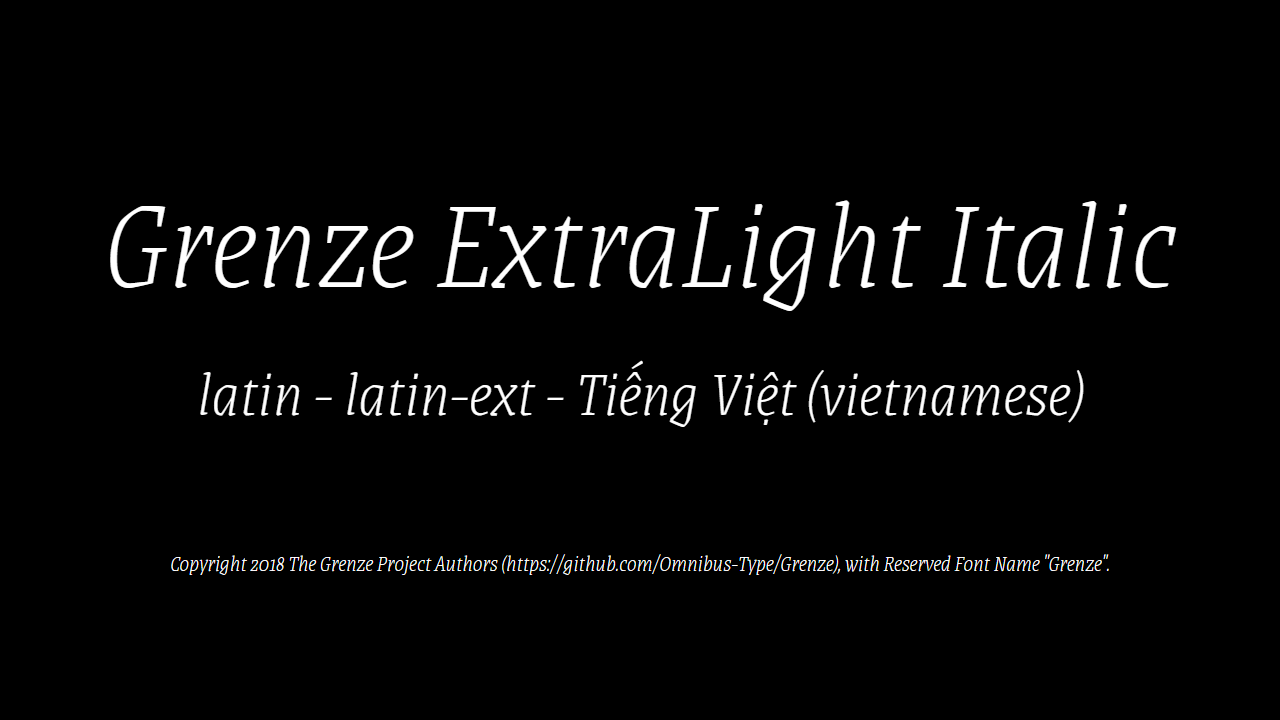 Grenze ExtraLight Italic
latin - latin-ext - Tiếng Việt (vietnamese)
Copyright 2018 The Grenze Project Authors (https://github.com/Omnibus-Type/Grenze), with Reserved Font Name "Grenze".